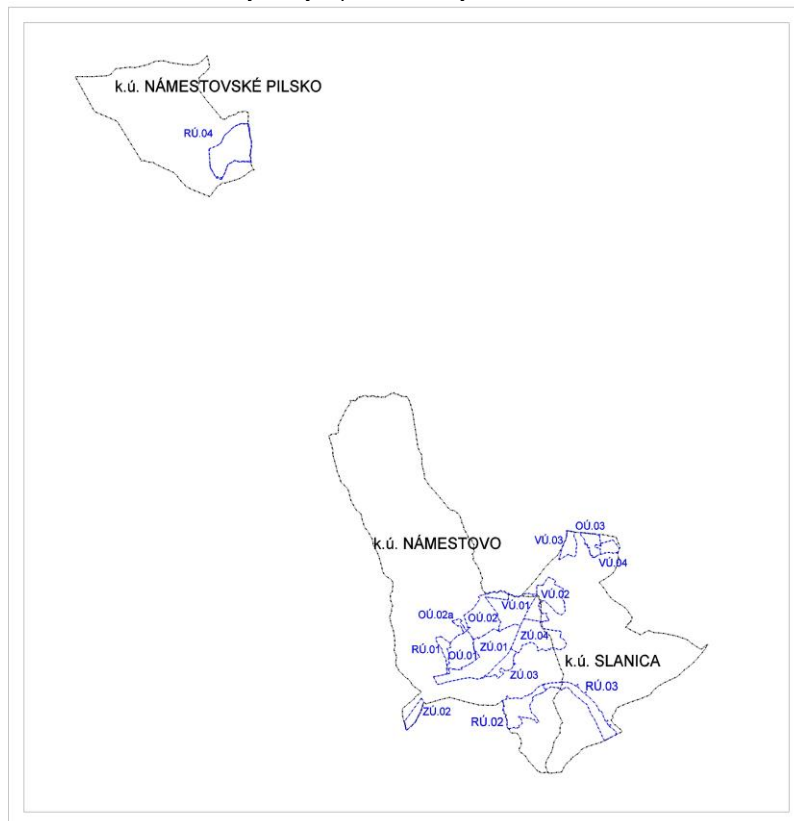 k.ú. NÁMESTOVSKÉ PILSKO
RÚ.04
k.ú. NÁMESTOVO
OÚ.03
VÚ.03
VÚ.04
VÚ.02
VÚ.01
OÚ.02a
OÚ.02
ZÚ.04
RÚ.01
OÚ.01
ZÚ.01
k.ú. SLANICA
ZÚ.03
RÚ.03
ZÚ.02
RÚ.02